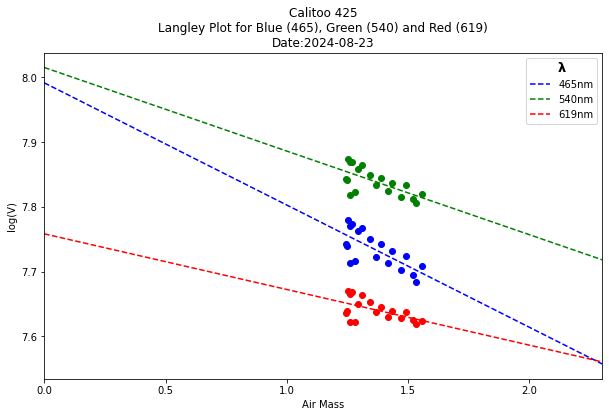 Calitoo 425
Langley Plot for Blue (465), Green (540) and Red (619)
Date:2024-08-23
λ
465nm
540nm
619nm
log(V)
8.0
7.9
7.8
7.7
7.6
0.0
0.5
1.0
1.5
2.0
Air Mass